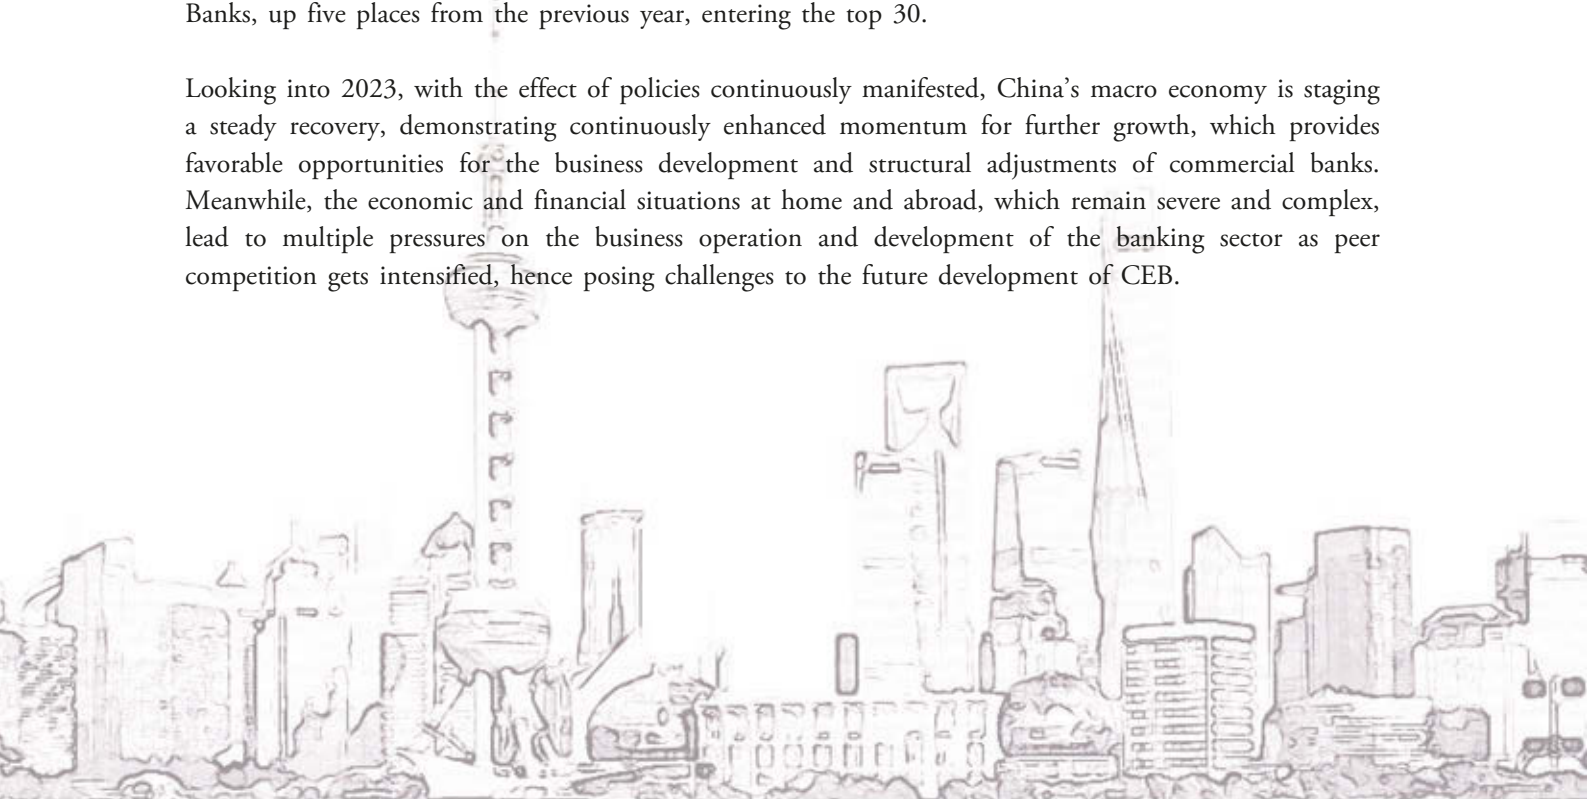 Banks, up five places from the previous year, entering the top 30.
Looking into 2023, with the effect of policies continuously manifested, China’s macro economy is staging
a steady recovery, demonstrating continuously enhanced momentum for further growth, which provides
favorable opportunities for the business development and structural adjustments of commercial banks.
Meanwhile, the economic and financial situations at home and abroad, which remain severe and complex,
lead to multiple pressures on the business operation and development of the banking sector as peer
competition gets intensified, hence posing challenges to the future development of CEB.